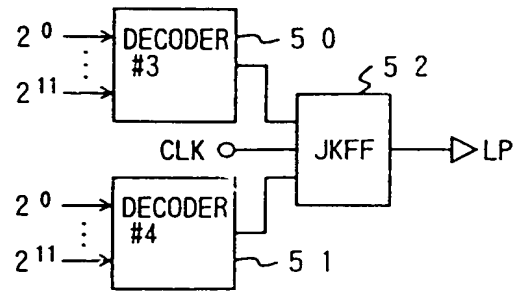 2⁰
⋮
2¹¹
DECODER
#3
5 0
5 2
CLK
JKFF
LP
2⁰
⋮
2¹¹
DECODER
#4
5 1